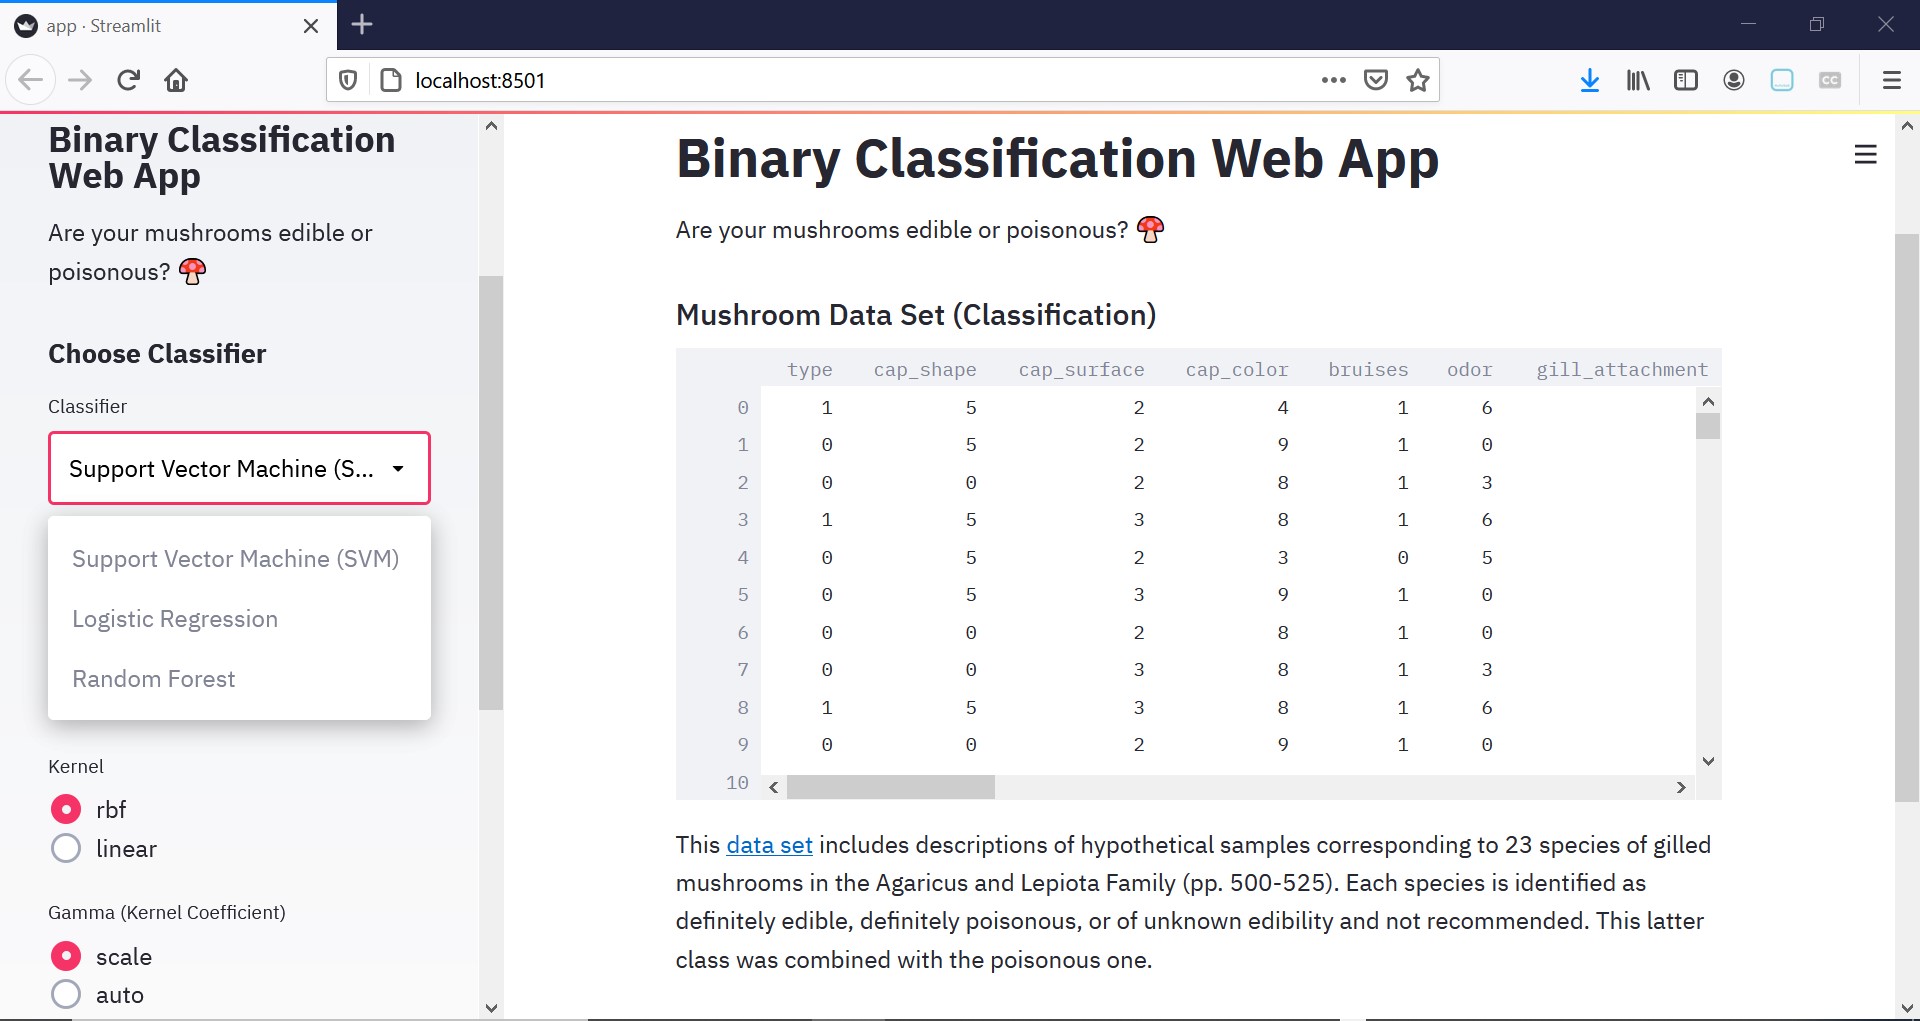 app · Streamlit
localhost:8501
CC
Binary Classification
Web App
Are your mushrooms edible or
poisonous? 🍄
Choose Classifier
Classifier
Support Vector Machine (S...
Support Vector Machine (SVM)
Logistic Regression
Random Forest
Kernel
rbf
linear
Gamma (Kernel Coefficient)
scale
auto
Binary Classification Web App
Are your mushrooms edible or poisonous? 🍄
Mushroom Data Set (Classification)
type cap_shape cap_surface cap_color bruises odor gill_attachment
0 1 5 2 4 1 6
1 0 5 2 9 1 0
2 0 0 2 8 1 3
3 1 5 3 8 1 6
4 0 5 2 3 0 5
5 0 5 3 9 1 0
6 0 0 2 8 1 0
7 0 0 3 8 1 3
8 1 5 3 8 1 6
9 0 0 2 9 1 0
10
This data set includes descriptions of hypothetical samples corresponding to 23 species of gilled
mushrooms in the Agaricus and Lepiota Family (pp. 500-525). Each species is identified as
definitely edible, definitely poisonous, or of unknown edibility and not recommended. This latter
class was combined with the poisonous one.